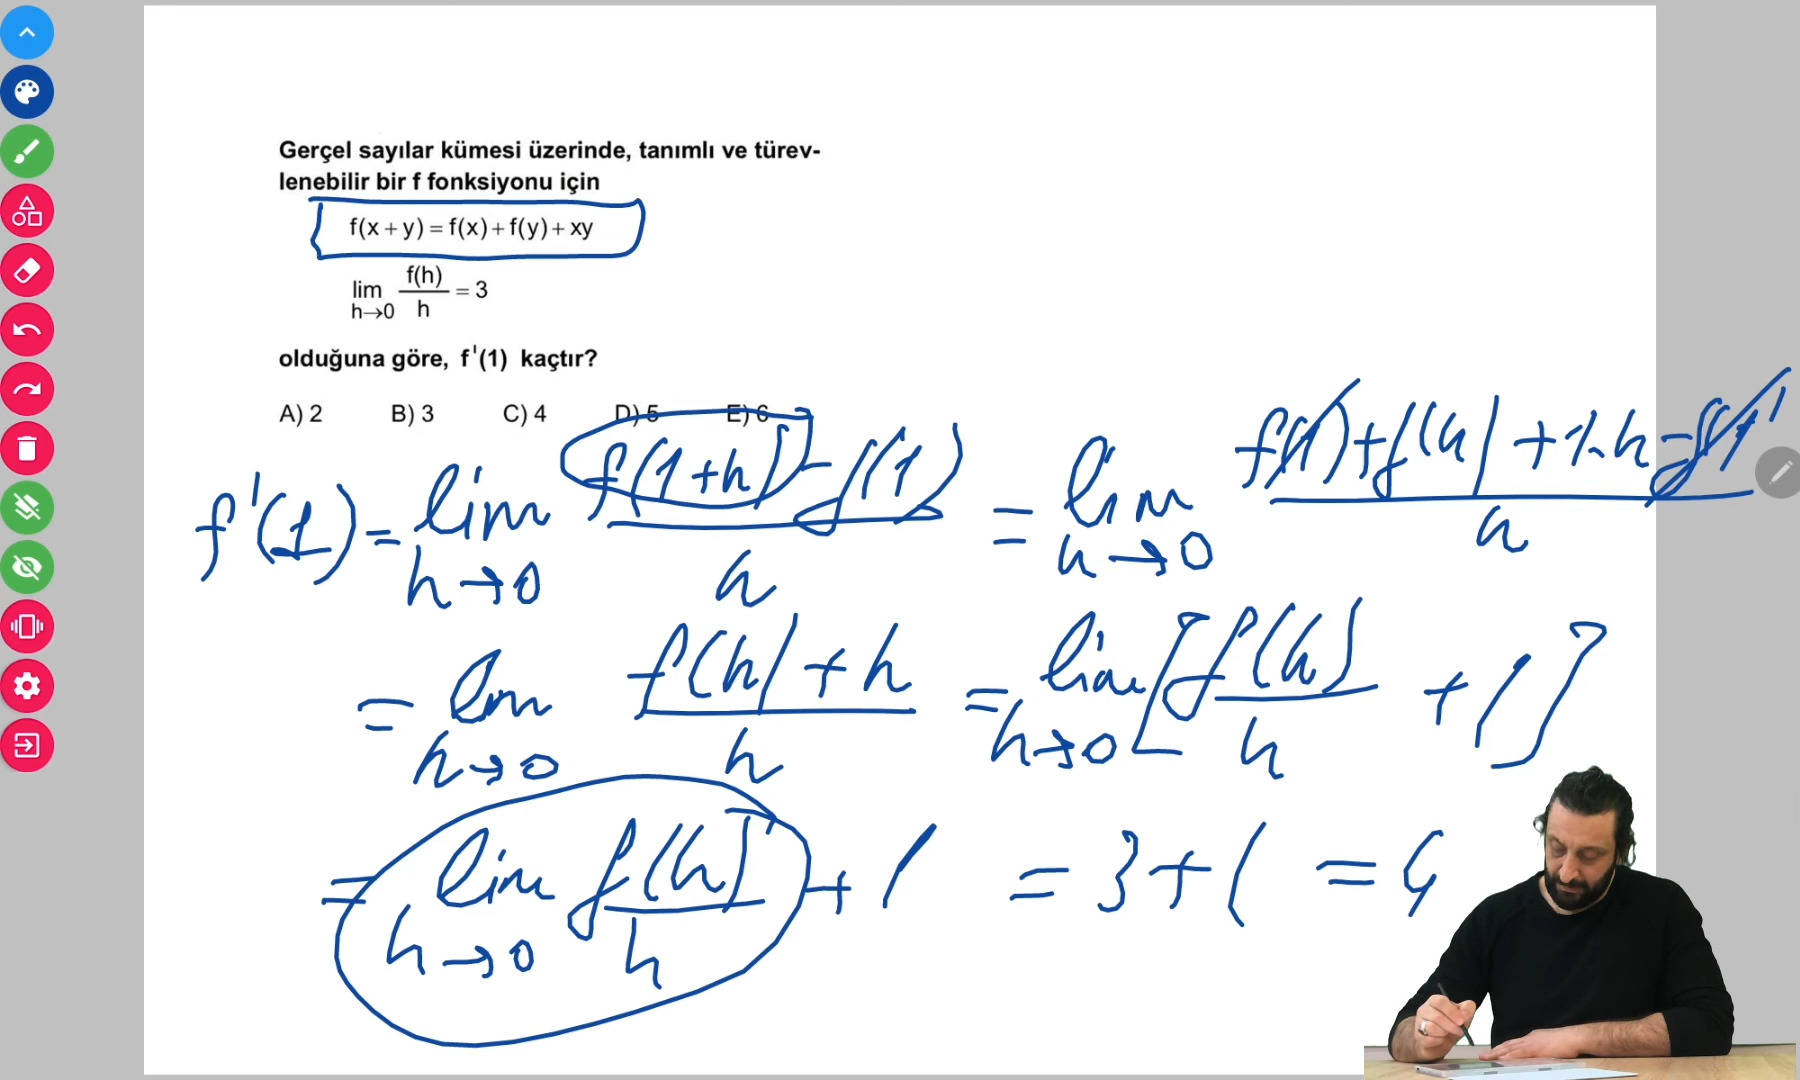 Gerçel sayılar kümesi üzerinde, tanımlı ve türev-
lenebilir bir f fonksiyonu için
f(x + y) = f(x) + f(y) + xy
lim f(h)/h = 3
h→0
olduğuna göre, f'(1) kaçtır?
A) 2 B) 3 C) 4 D) 5 E) 6
f'(1) = lim h→0 (f(1+h) - f(1))/h = lim h→0 (f(1) + f(h) + 1.h - f(1))/h
= lim h→0 (f(h) + h)/h = lim h→0 [f(h)/h + 1]
= lim h→0 f(h)/h + 1 = 3 + 1 = 4